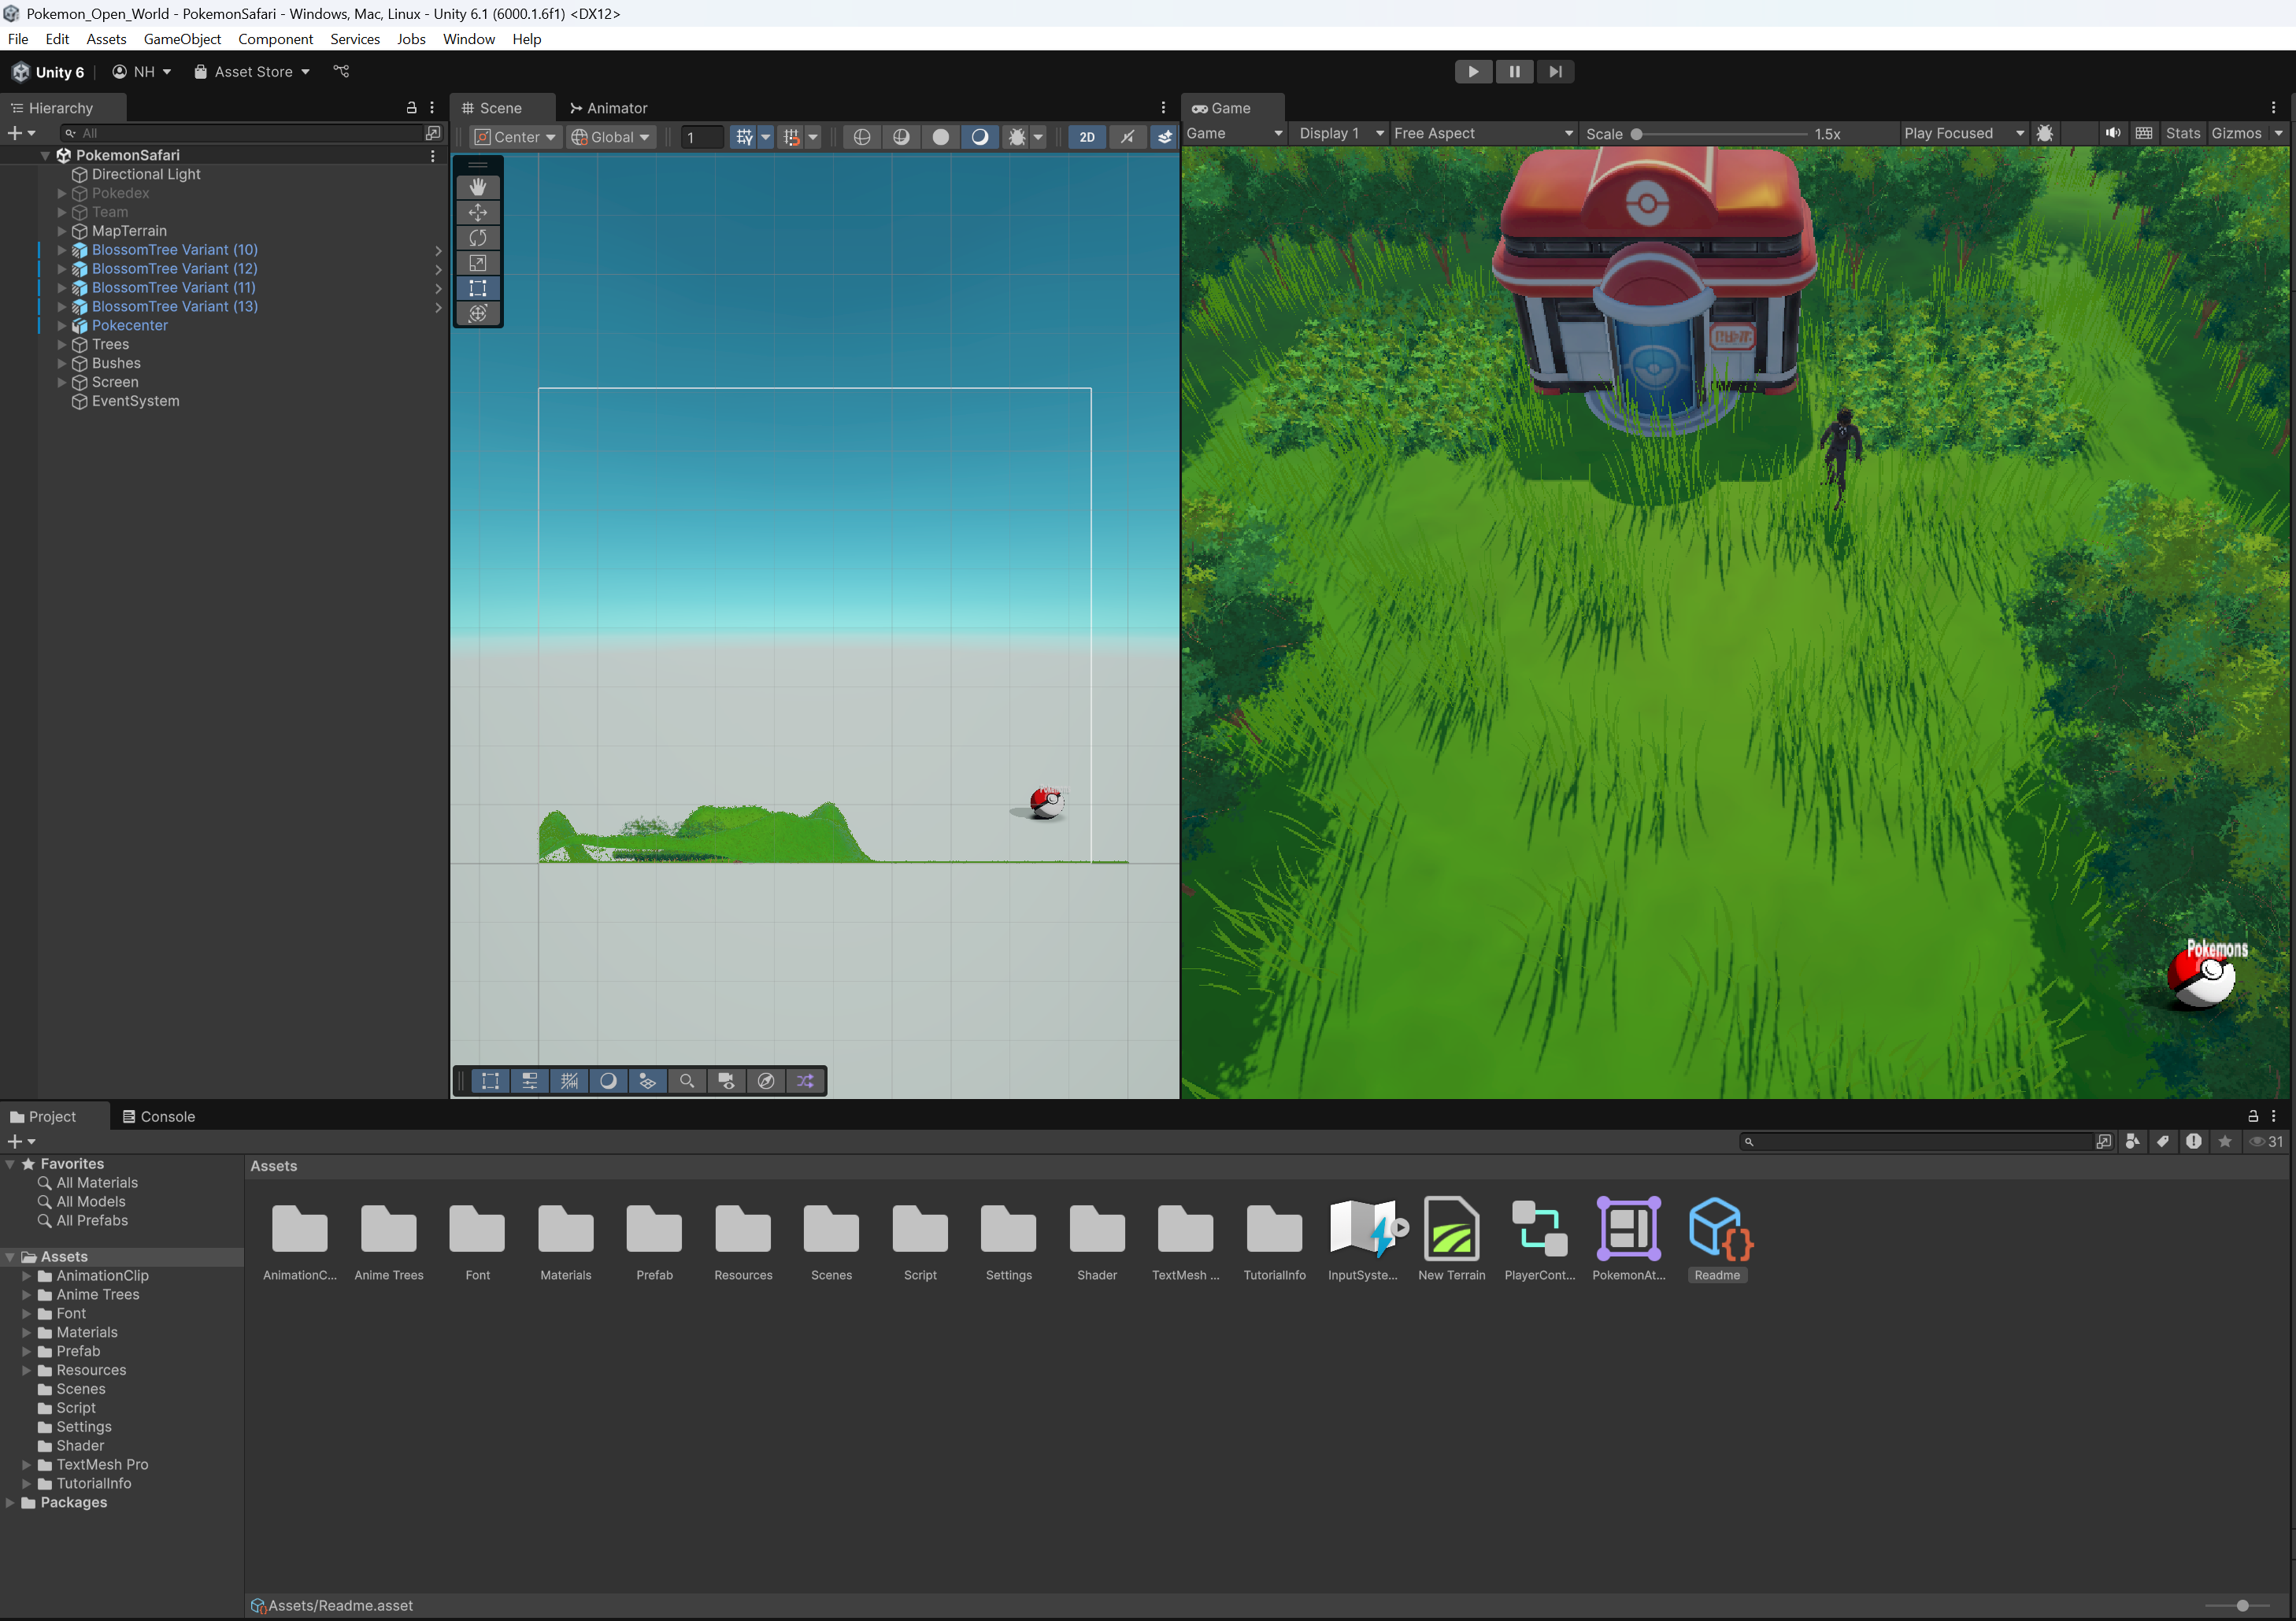 Pokemon_Open_World - PokemonSafari - Windows, Mac, Linux - Unity 6.1 (6000.1.6f1) <DX12>
File Edit Assets GameObject Component Services Jobs Window Help
Unity 6 NH Asset Store
Hierarchy
All
PokemonSafari
Directional Light
Pokedex
Team
MapTerrain
BlossomTree Variant (10)
BlossomTree Variant (12)
BlossomTree Variant (11)
BlossomTree Variant (13)
Pokecenter
Trees
Bushes
Screen
EventSystem
Scene Animator
Center Global 1 2D
Game
Game Display 1 Free Aspect Scale 1.5x Play Focused Stats Gizmos
Pokemons
Project Console
31
Favorites
All Materials
All Models
All Prefabs
Assets
AnimationClip
Anime Trees
Font
Materials
Prefab
Resources
Scenes
Script
Settings
Shader
TextMesh Pro
TutorialInfo
Packages
Assets
AnimationC... Anime Trees Font Materials Prefab Resources Scenes Script Settings Shader TextMesh ... TutorialInfo InputSyste... New Terrain PlayerCont... PokemonAt... Readme
Assets/Readme.asset